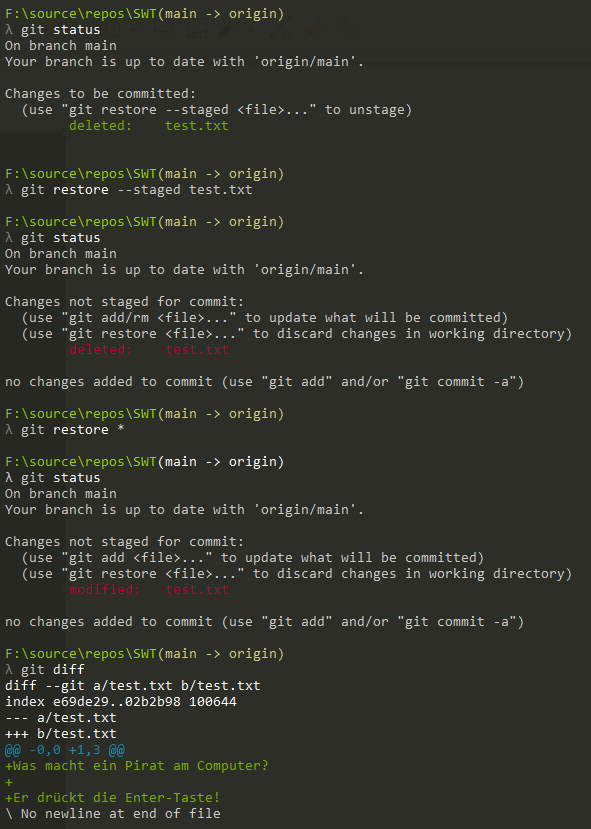 F:\source\repos\SWT(main -> origin)
λ git status
On branch main
Your branch is up to date with 'origin/main'.
Changes to be committed:
(use "git restore --staged <file>..." to unstage)
deleted: test.txt
F:\source\repos\SWT(main -> origin)
λ git restore --staged test.txt
F:\source\repos\SWT(main -> origin)
λ git status
On branch main
Your branch is up to date with 'origin/main'.
Changes not staged for commit:
(use "git add/rm <file>..." to update what will be committed)
(use "git restore <file>..." to discard changes in working directory)
deleted: test.txt
no changes added to commit (use "git add" and/or "git commit -a")
F:\source\repos\SWT(main -> origin)
λ git restore *
F:\source\repos\SWT(main -> origin)
λ git status
On branch main
Your branch is up to date with 'origin/main'.
Changes not staged for commit:
(use "git add <file>..." to update what will be committed)
(use "git restore <file>..." to discard changes in working directory)
modified: test.txt
no changes added to commit (use "git add" and/or "git commit -a")
F:\source\repos\SWT(main -> origin)
λ git diff
diff --git a/test.txt b/test.txt
index e69de29..02b2b98 100644
--- a/test.txt
+++ b/test.txt
@@ -0,0 +1,3 @@
+Was macht ein Pirat am Computer?
+
+Er drückt die Enter-Taste!
\ No newline at end of file